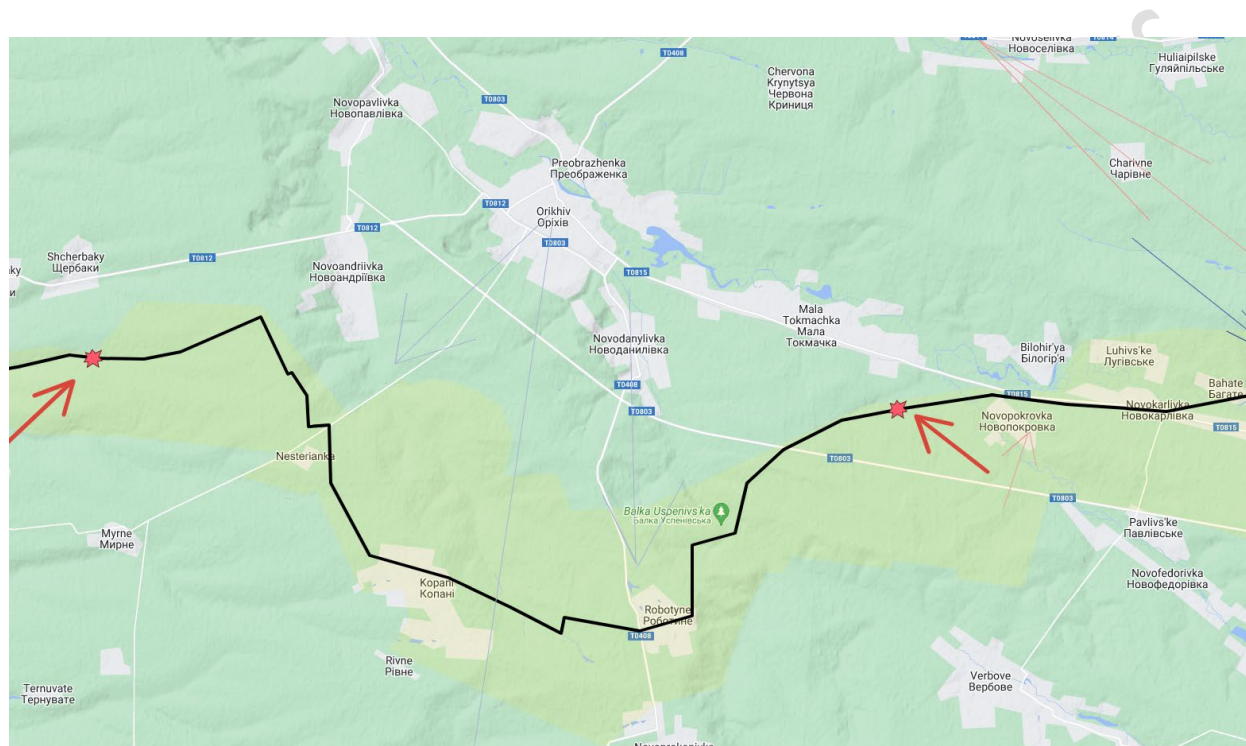 Novoselivka
Новоселівка
Huliaipilske
Гуляйпільське
T0408
Chervona
Krynytsya
Червона
Криниця
T0803
Novopavlivka
Новопавлівка
Preobrazhenka
Преображенка
Charivne
Чарівне
T0812
Orikhiv
Оріхів
T0812
T0803
Shcherbaky
Щербаки
T0812
Novoandriivka
Новоандріївка
T0815
Mala
Tokmachka
Мала
Токмачка
Novodanylivka
Новоданилівка
Bilohir'ya
Білогір'я
Luhivs'ke
Лугівське
Bahate
Багате
T0408
T0803
T0815
Novopokrovka
Новопокровка
Novokarlivka
Новокарлівка
T0815
Nesterianka
T0803
T0803
Balka Uspenivs'ka
Балка Успенівська
Myrne
Мирне
Pavlivs'ke
Павлівське
Kopani
Копані
Novofedorivka
Новофедорівка
Robotyne
Роботине
T0408
Rivne
Рівне
Verbove
Вербове
Ternuvate
Тернувате